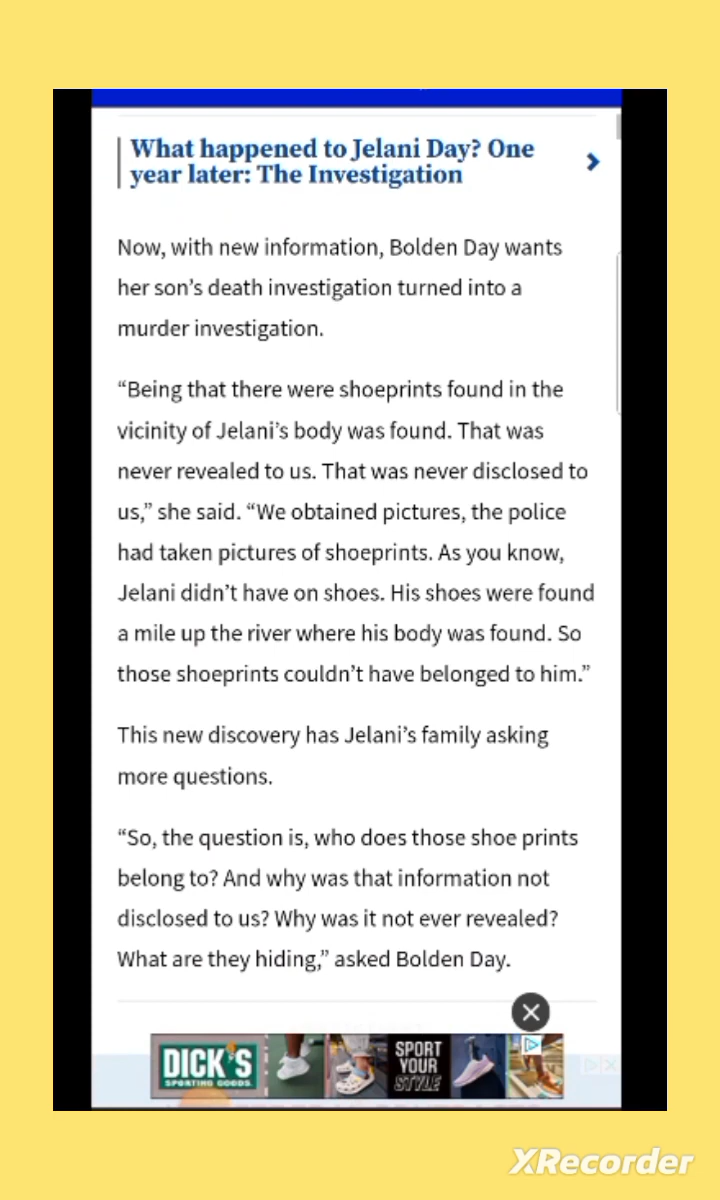 What happened to Jelani Day? One
year later: The Investigation
Now, with new information, Bolden Day wants
her son’s death investigation turned into a
murder investigation.
“Being that there were shoeprints found in the
vicinity of Jelani’s body was found. That was
never revealed to us. That was never disclosed to
us,” she said. “We obtained pictures, the police
had taken pictures of shoeprints. As you know,
Jelani didn’t have on shoes. His shoes were found
a mile up the river where his body was found. So
those shoeprints couldn’t have belonged to him.”
This new discovery has Jelani’s family asking
more questions.
“So, the question is, who does those shoe prints
belong to? And why was that information not
disclosed to us? Why was it not ever revealed?
What are they hiding,” asked Bolden Day.
DICK'S
SPORTING GOODS.
SPORT
YOUR
STYLE
XRecorder